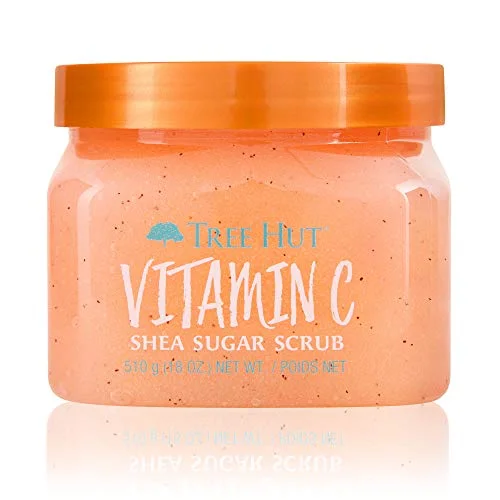 TREE HUT
VITAMIN C
SHEA SUGAR SCRUB
510 g (18 OZ) NET WT. / POIDS NET